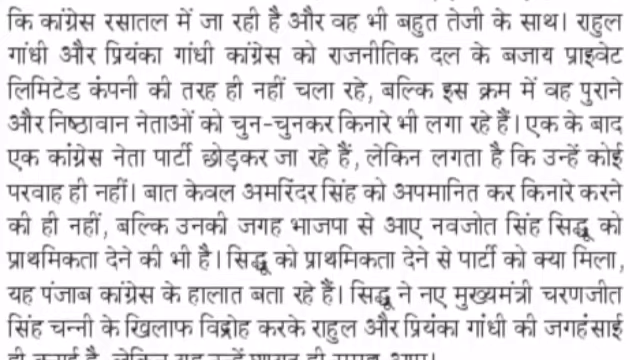 कि कांग्रेस रसातल में जा रही है और वह भी बहुत तेजी के साथ। राहुल
गांधी और प्रियंका गांधी कांग्रेस को राजनीतिक दल के बजाय प्राइवेट
लिमिटेड कंपनी की तरह ही नहीं चला रहे, बल्कि इस क्रम में वह पुराने
और निष्ठावान नेताओं को चुन-चुनकर किनारे भी लगा रहे हैं। एक के बाद
एक कांग्रेस नेता पार्टी छोड़कर जा रहे हैं, लेकिन लगता है कि उन्हें कोई
परवाह ही नहीं। बात केवल अमरिंदर सिंह को अपमानित कर किनारे करने
की ही नहीं, बल्कि उनकी जगह भाजपा से आए नवजोत सिंह सिद्धू को
प्राथमिकता देने की भी है। सिद्धू को प्राथमिकता देने से पार्टी को क्या मिला,
यह पंजाब कांग्रेस के हालात बता रहे हैं। सिद्धू ने नए मुख्यमंत्री चरणजीत
सिंह चन्नी के खिलाफ विद्रोह करके राहुल और प्रियंका गांधी की जगहंसाई